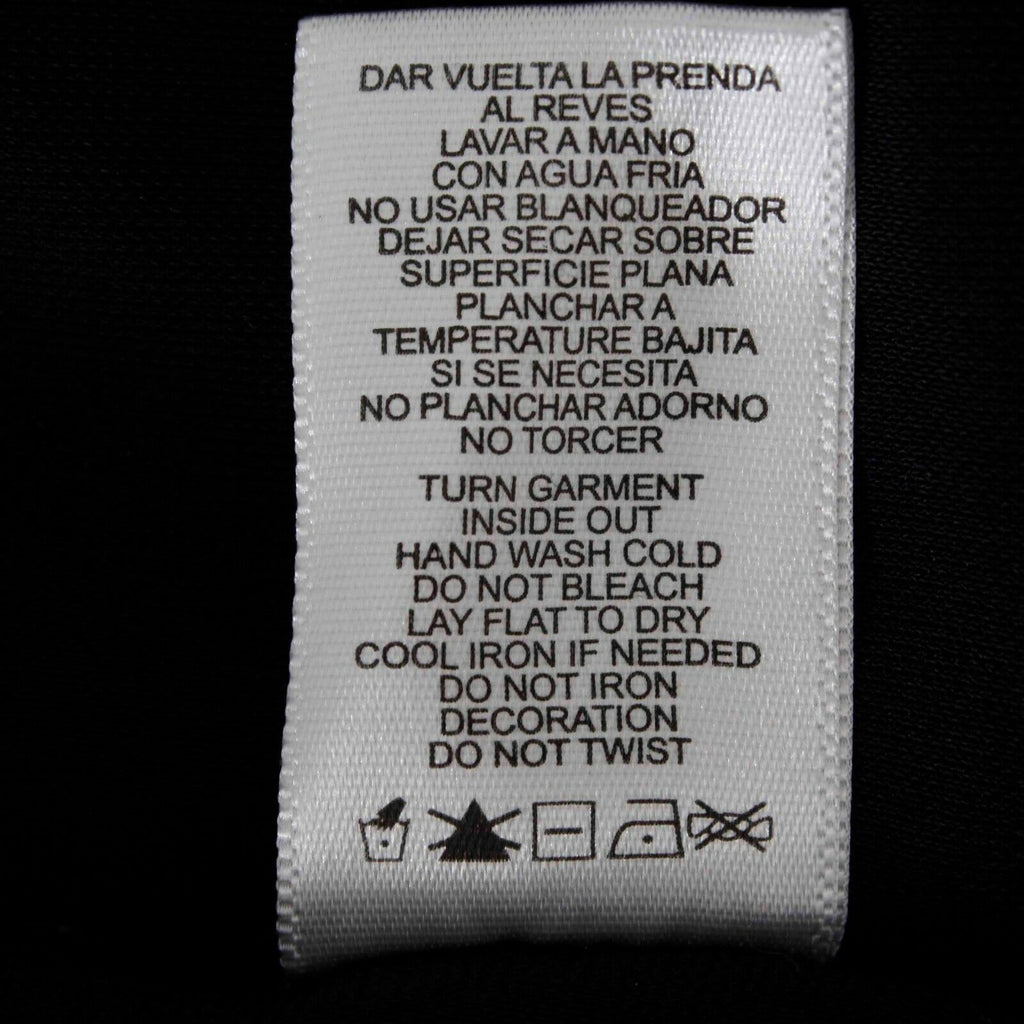 DAR VUELTA LA PRENDA
AL REVES
LAVAR A MANO
CON AGUA FRIA
NO USAR BLANQUEADOR
DEJAR SECAR SOBRE
SUPERFICIE PLANA
PLANCHAR A
TEMPERATURE BAJITA
SI SE NECESITA
NO PLANCHAR ADORNO
NO TORCER
TURN GARMENT
INSIDE OUT
HAND WASH COLD
DO NOT BLEACH
LAY FLAT TO DRY
COOL IRON IF NEEDED
DO NOT IRON
DECORATION
DO NOT TWIST